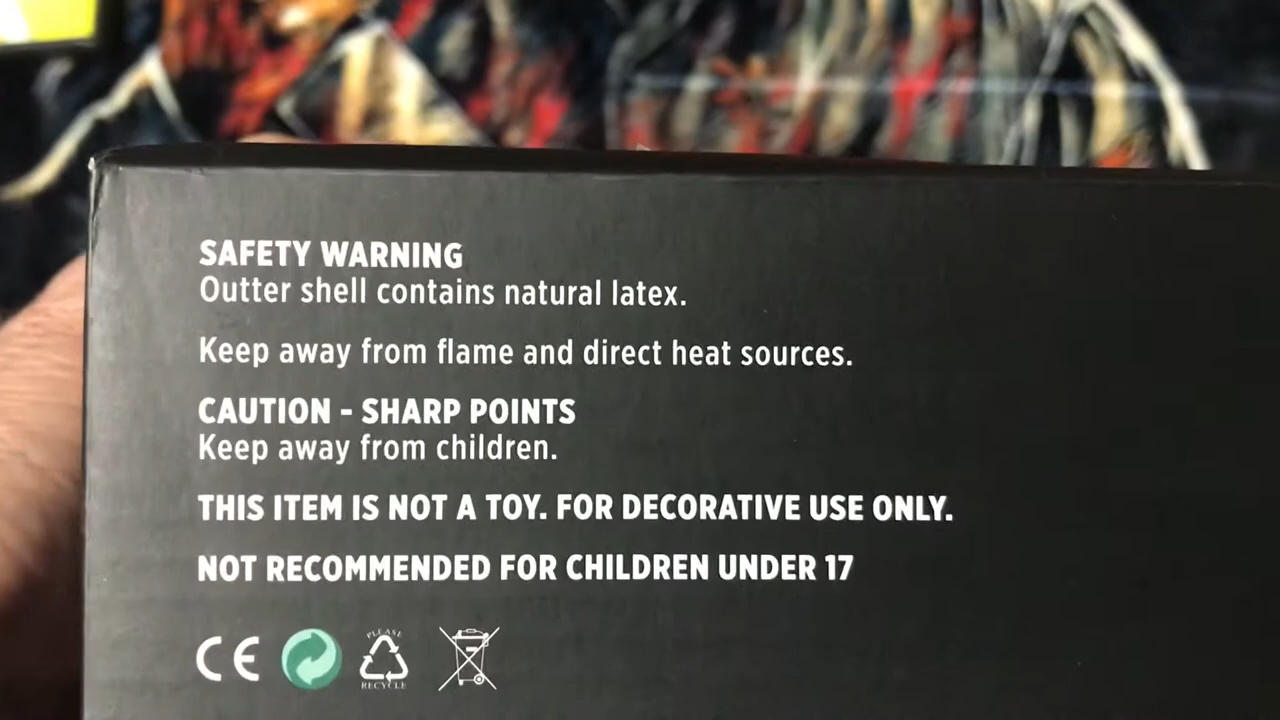 SAFETY WARNING
Outter shell contains natural latex.
Keep away from flame and direct heat sources.
CAUTION - SHARP POINTS
Keep away from children.
THIS ITEM IS NOT A TOY. FOR DECORATIVE USE ONLY.
NOT RECOMMENDED FOR CHILDREN UNDER 17
CE
PLEASE
RECYCLE